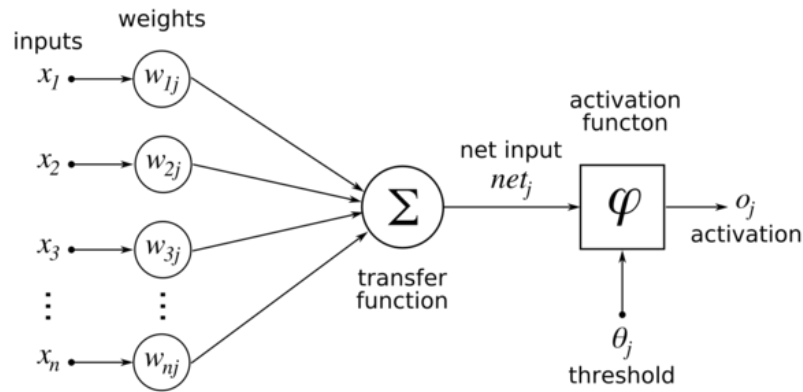 inputs
weights
x1
w1j
x2
w2j
x3
w3j
⋮
⋮
xn
wnj
Σ
transfer
function
net input
netj
activation
functon
φ
oj
activation
θj
threshold